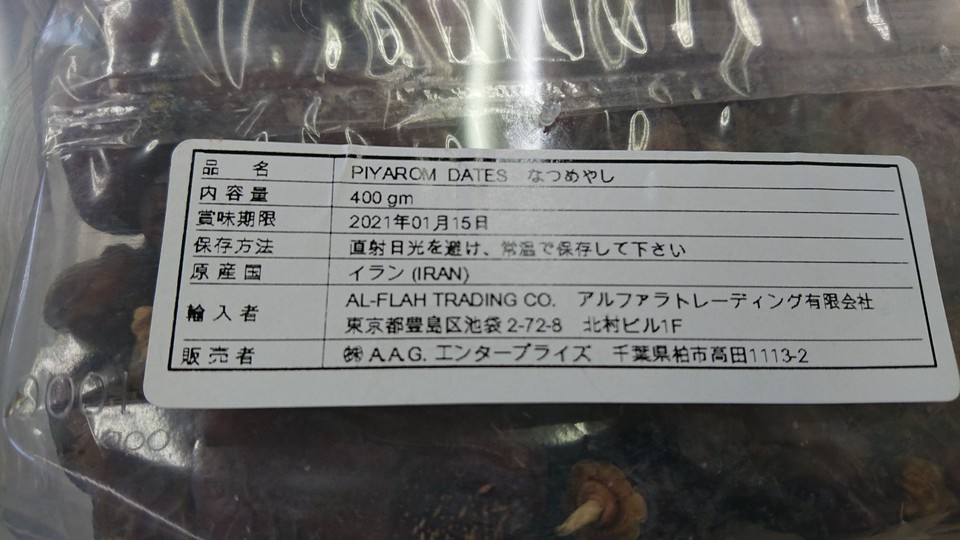 品名 PIYAROM DATES なつめやし
内容量 400 gm
賞味期限 2021年01月15日
保存方法 直射日光を避け、常温で保存して下さい
原産国 イラン (IRAN)
輸入者 AL-FLAH TRADING CO. アルファラトレーディング有限会社
東京都豊島区池袋 2-72-8 北村ビル1F
販売者 ㈱ A.A.G. エンタープライズ 千葉県柏市高田1113-2